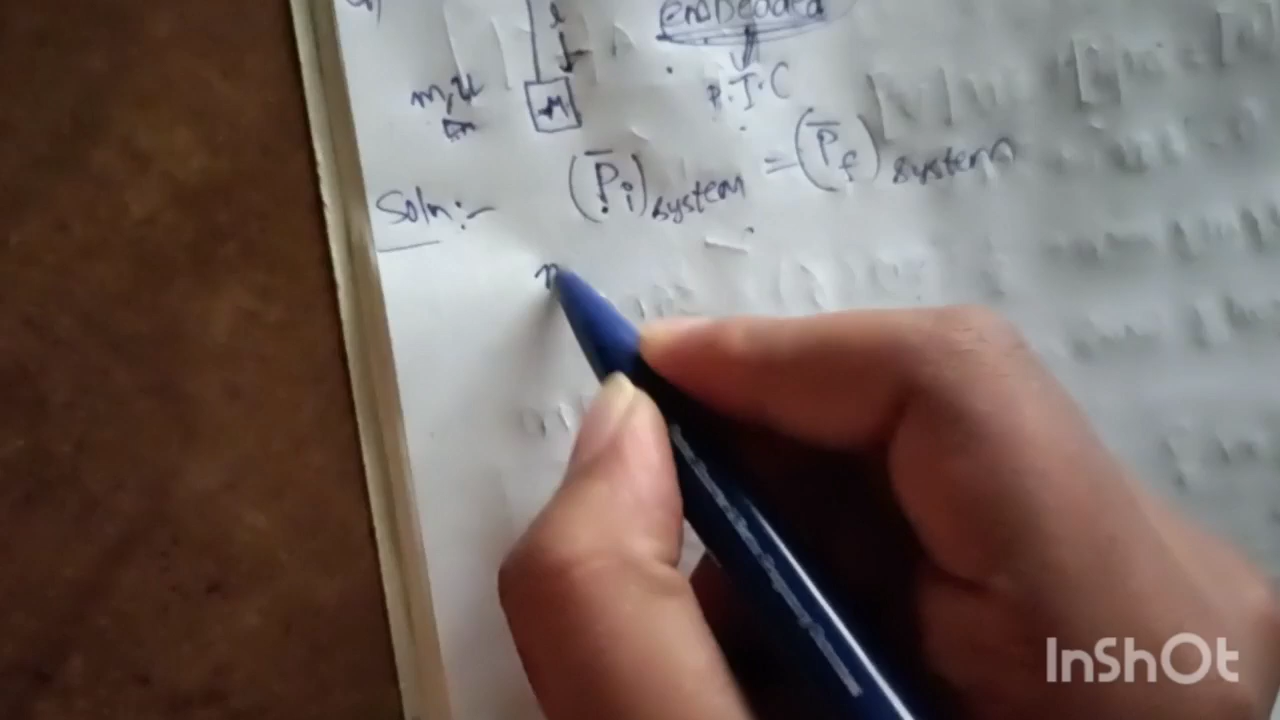 l
embedded
m,u
M
P.I.C
Soln:- (P̅i)system = (P̅f)system
m
InShOt